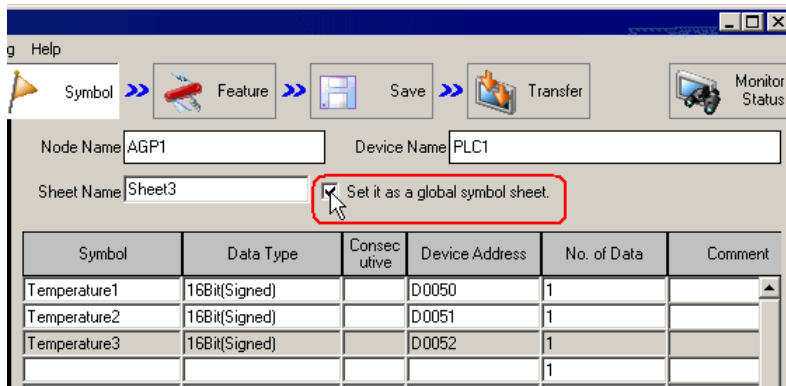 g Help
Symbol Feature Save Transfer Monitor Status
Node Name AGP1 Device Name PLC1
Sheet Name Sheet3 Set it as a global symbol sheet.
Symbol Data Type Consecutive Device Address No. of Data Comment
Temperature1 16Bit(Signed) D0050 1
Temperature2 16Bit(Signed) D0051 1
Temperature3 16Bit(Signed) D0052 1
1